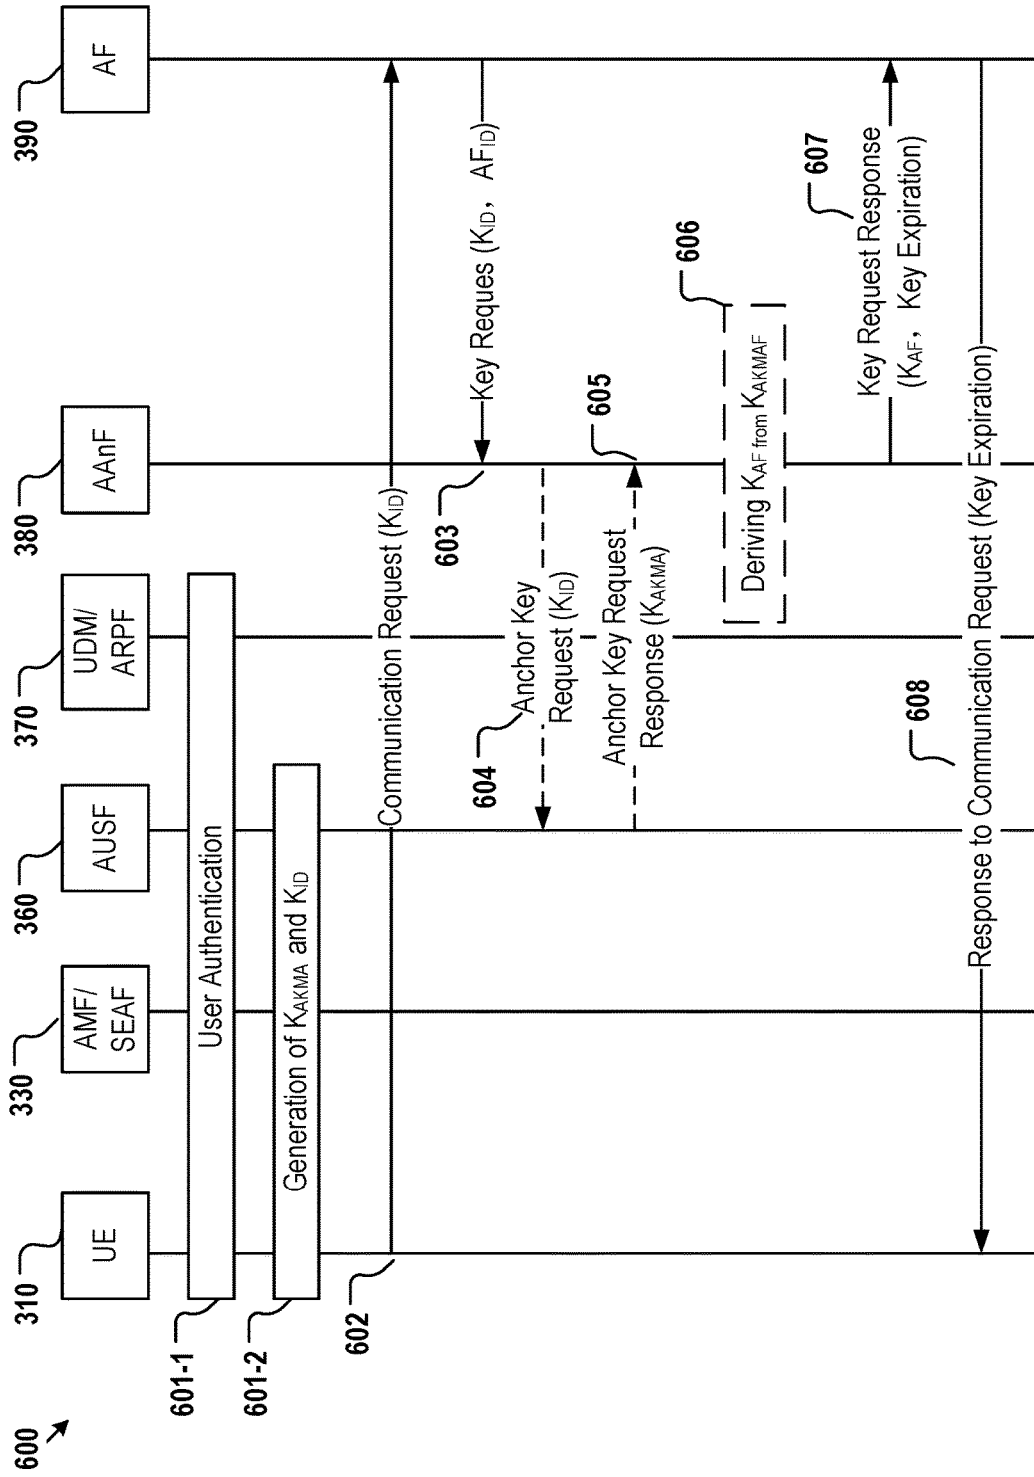 600
310
330
360
370
380
390
UE
AMF/
SEAF
AUSF
UDM/
ARPF
AAnF
AF
601-1
User Authentication
601-2
Generation of KAKMA and KID
602
Communication Request (KID)
603
Key Reques (KID, AFID)
604
Anchor Key
Request (KID)
605
Anchor Key Request
Response (KAKMA)
606
Deriving KAF from KAKMAF
607
Key Request Response
(KAF, Key Expiration)
608
Response to Communication Request (Key Expiration)